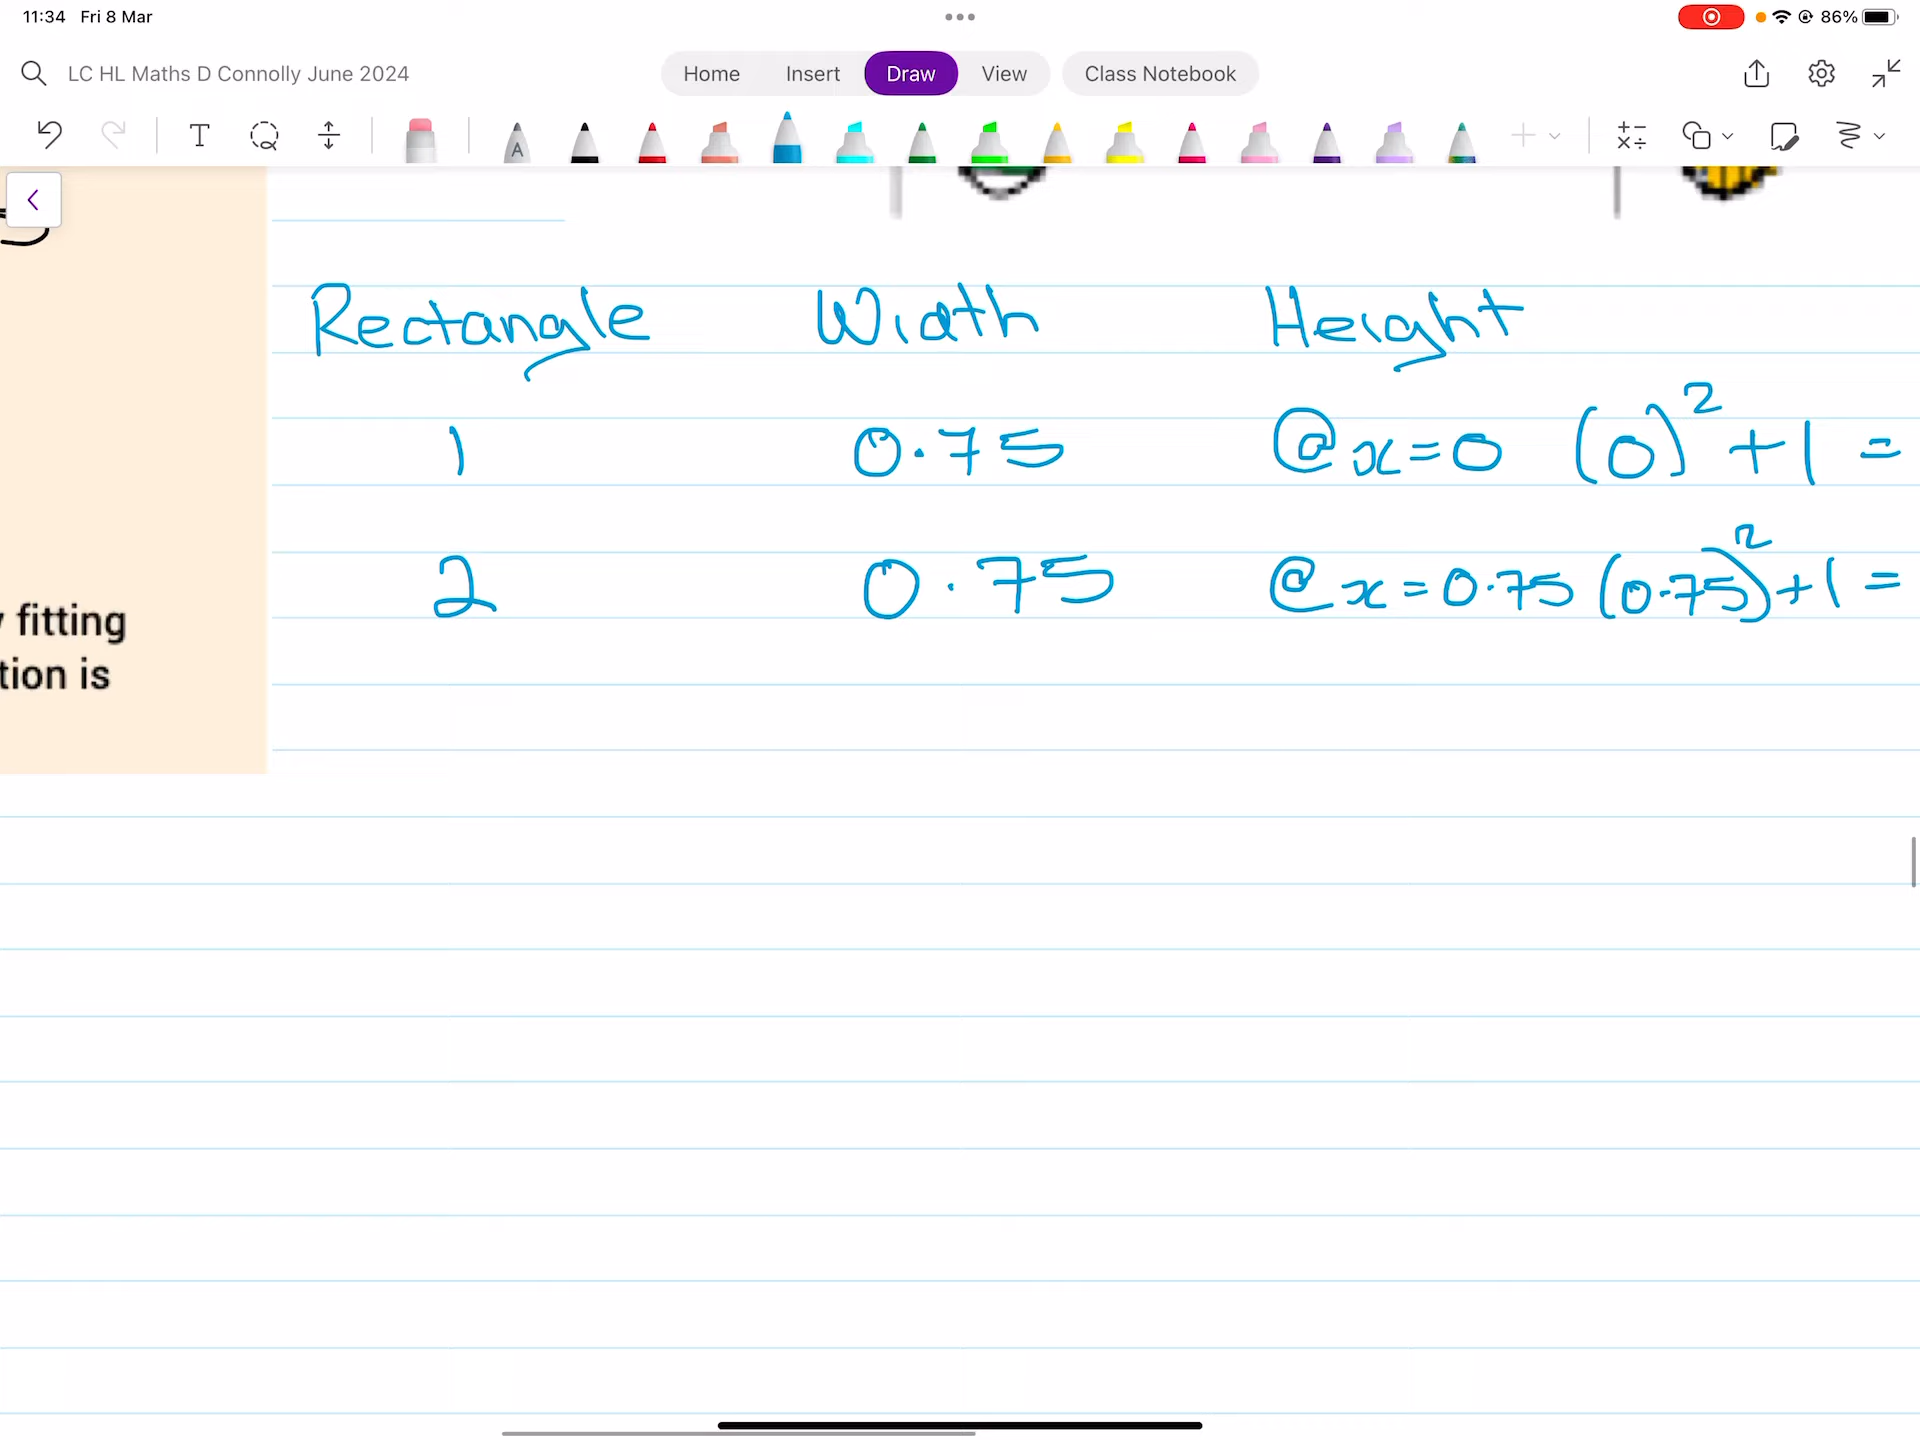 11:34 Fri 8 Mar 86%
LC HL Maths D Connolly June 2024 Home Insert Draw View Class Notebook
T A
Rectangle Width Height
1 0.75 @x=0 (0)² +1 =
2 0.75 @x=0.75 (0.75)²+1 =
fitting
tion is